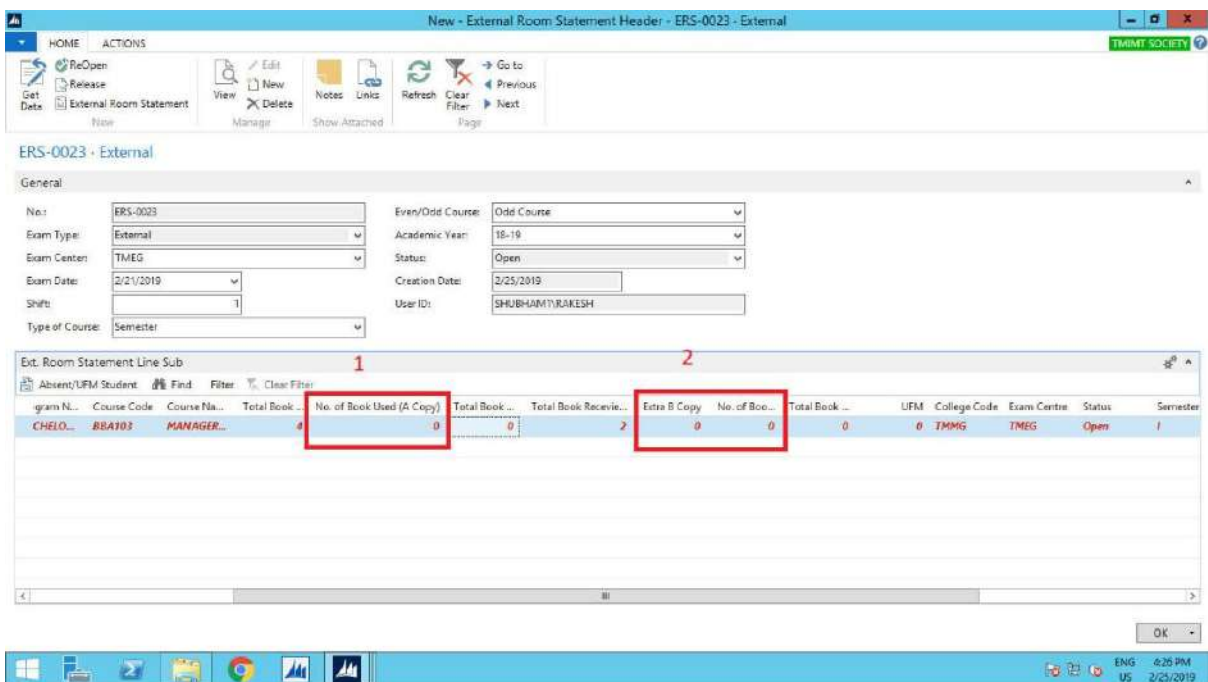 New - External Room Statement Header - ERS-0023 - External
HOME ACTIONS
TMIMT SOCIETY
Get Data
ReOpen
Release
External Room Statement
New
View
Edit
New
Delete
Manage
Notes Links
Show Attached
Refresh Clear Filter
Go to
Previous
Next
Page
ERS-0023 · External
General
No.: ERS-0023 Even/Odd Course: Odd Course
Exam Type: External Academic Year: 18-19
Exam Center: TMEG Status: Open
Exam Date: 2/21/2019 Creation Date: 2/25/2019
Shift: 1 User ID: SHUBHAMT\RAKESH
Type of Course: Semester
Ext. Room Statement Line Sub 1 2
Absent/UFM Student Find Filter Clear Filter
gram N... Course Code Course Na... Total Book ... No. of Book Used (A Copy) Total Book ... Total Book Recevie... Extra B Copy No. of Boo... Total Book ... UFM College Code Exam Centre Status Semester
CHELO... BBA103 MANAGER... 4 0 0 2 0 0 0 0 TMMG TMEG Open I
OK
ENG 4:26 PM
US 2/25/2019